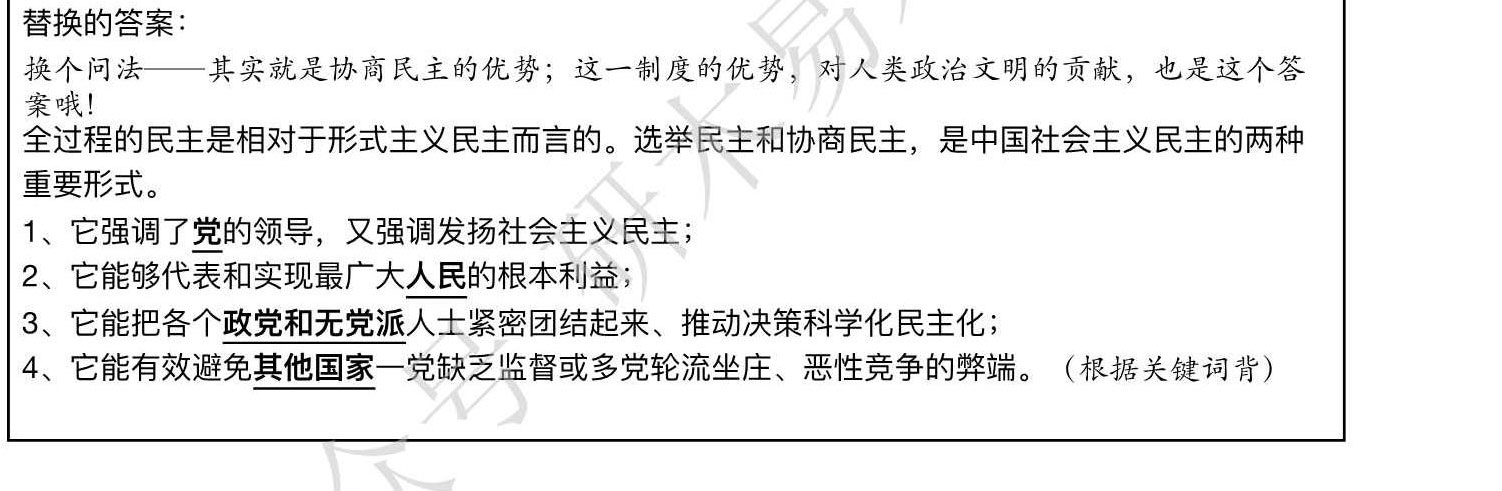 替换的答案：
换个问法——其实就是协商民主的优势；这一制度的优势，对人类政治文明的贡献，也是这个答
案哦！
全过程的民主是相对于形式主义民主而言的。选举民主和协商民主，是中国社会主义民主的两种
重要形式。
1、它强调了党的领导，又强调发扬社会主义民主；
2、它能够代表和实现最广大人民的根本利益；
3、它能把各个政党和无党派人士紧密团结起来、推动决策科学化民主化；
4、它能有效避免其他国家一党缺乏监督或多党轮流坐庄、恶性竞争的弊端。（根据关键词背）
众号 研木易